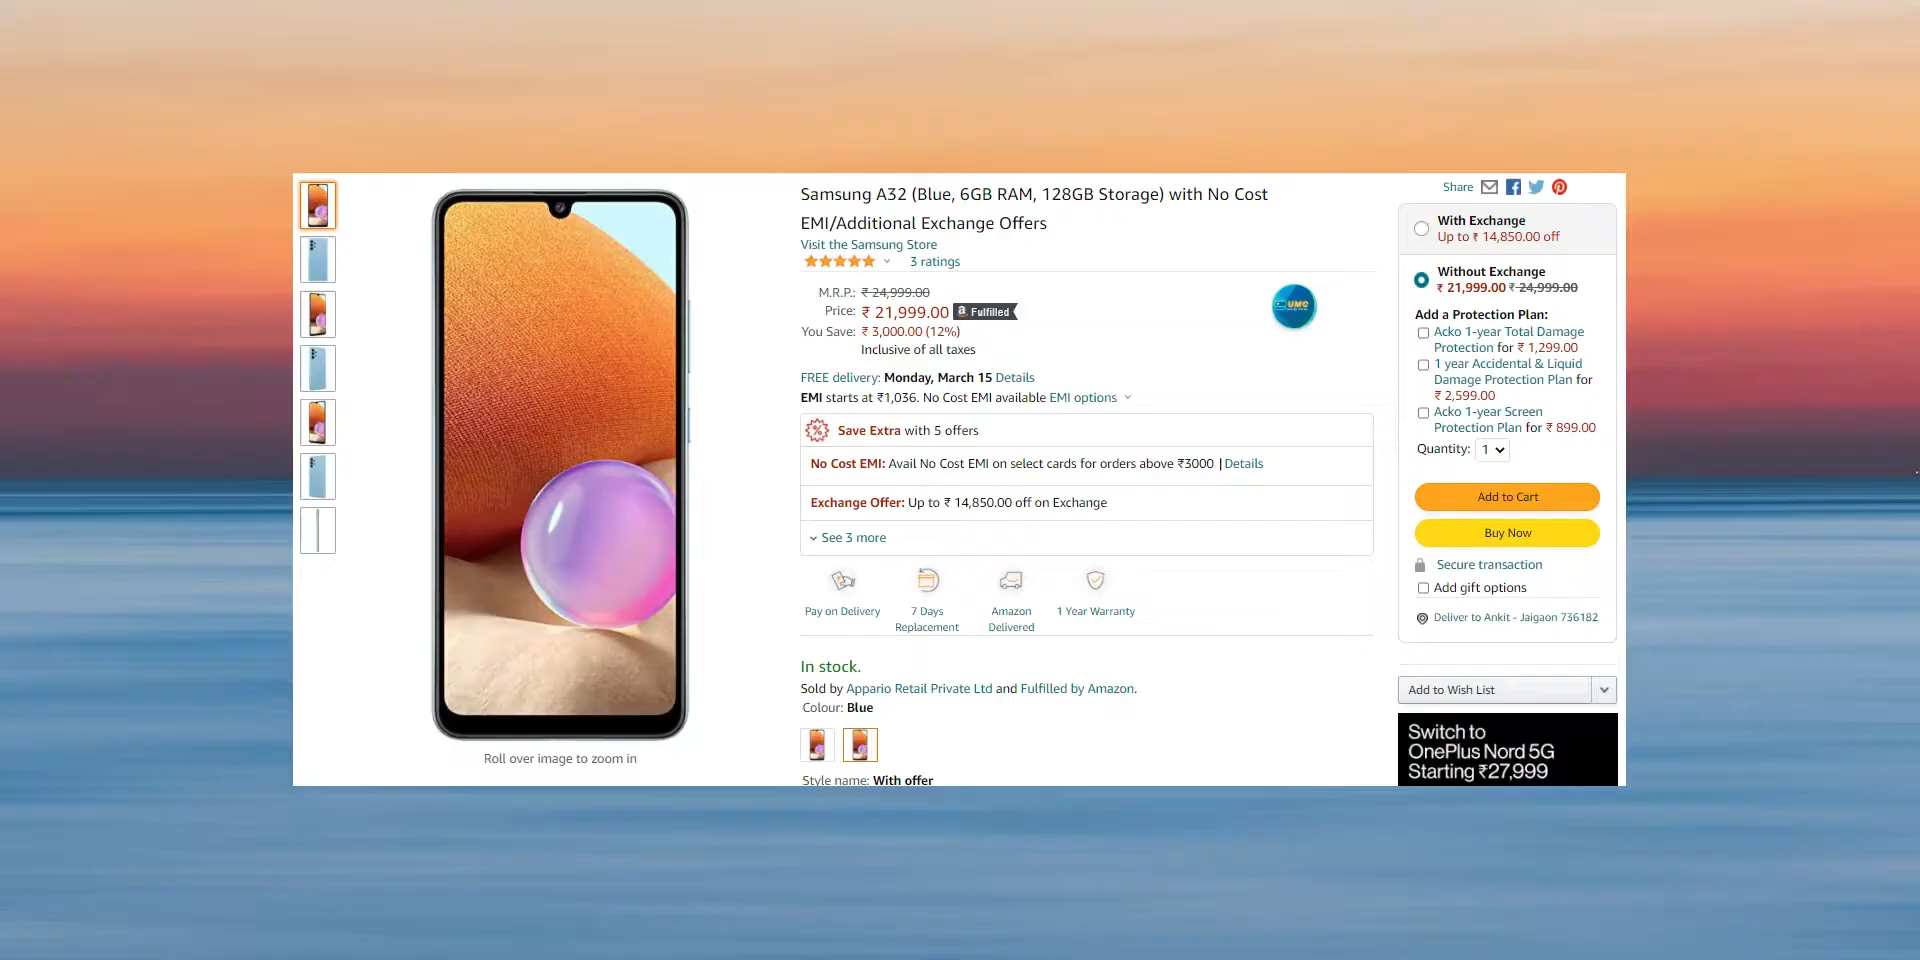 Samsung A32 (Blue, 6GB RAM, 128GB Storage) with No Cost
EMI/Additional Exchange Offers
Visit the Samsung Store
3 ratings
M.R.P.: ₹ 24,999.00
Price: ₹ 21,999.00 a Fulfilled
You Save: ₹ 3,000.00 (12%)
Inclusive of all taxes
UMC
FREE delivery: Monday, March 15 Details
EMI starts at ₹1,036. No Cost EMI available EMI options
Save Extra with 5 offers
No Cost EMI: Avail No Cost EMI on select cards for orders above ₹3000 | Details
Exchange Offer: Up to ₹ 14,850.00 off on Exchange
See 3 more
Pay on Delivery
7 Days
Replacement
Amazon
Delivered
1 Year Warranty
In stock.
Sold by Appario Retail Private Ltd and Fulfilled by Amazon.
Colour: Blue
Style name: With offer
Roll over image to zoom in
Share
With Exchange
Up to ₹ 14,850.00 off
Without Exchange
₹ 21,999.00 ₹ 24,999.00
Add a Protection Plan:
Acko 1-year Total Damage
Protection for ₹ 1,299.00
1 year Accidental & Liquid
Damage Protection Plan for
₹ 2,599.00
Acko 1-year Screen
Protection Plan for ₹ 899.00
Quantity: 1
Add to Cart
Buy Now
Secure transaction
Add gift options
Deliver to Ankit - Jaigaon 736182
Add to Wish List
Switch to
OnePlus Nord 5G
Starting ₹27,999